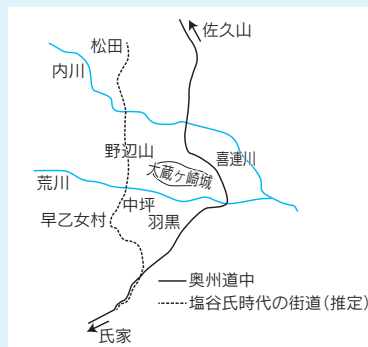 佐久山
松田
内川
野辺山
喜連川
大蔵ヶ崎城
荒川
中坪
羽黒
早乙女村
奥州道中
塩谷氏時代の街道(推定)
氏家